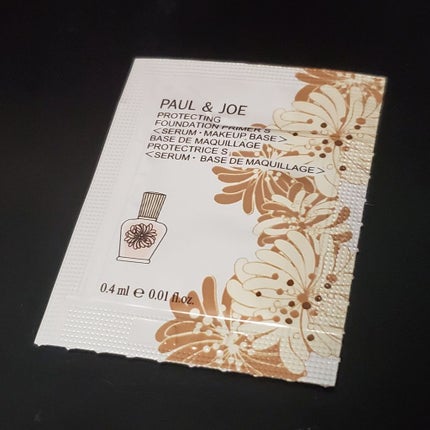 PAUL & JOE
PROTECTING
FOUNDATION PRIMER S
<SERUM・MAKEUP BASE>
BASE DE MAQUILLAGE
PROTECTRICE S
<SERUM・ BASE DE MAQUILLAGE>
0.4 ml ℮ 0.01 fl.oz.